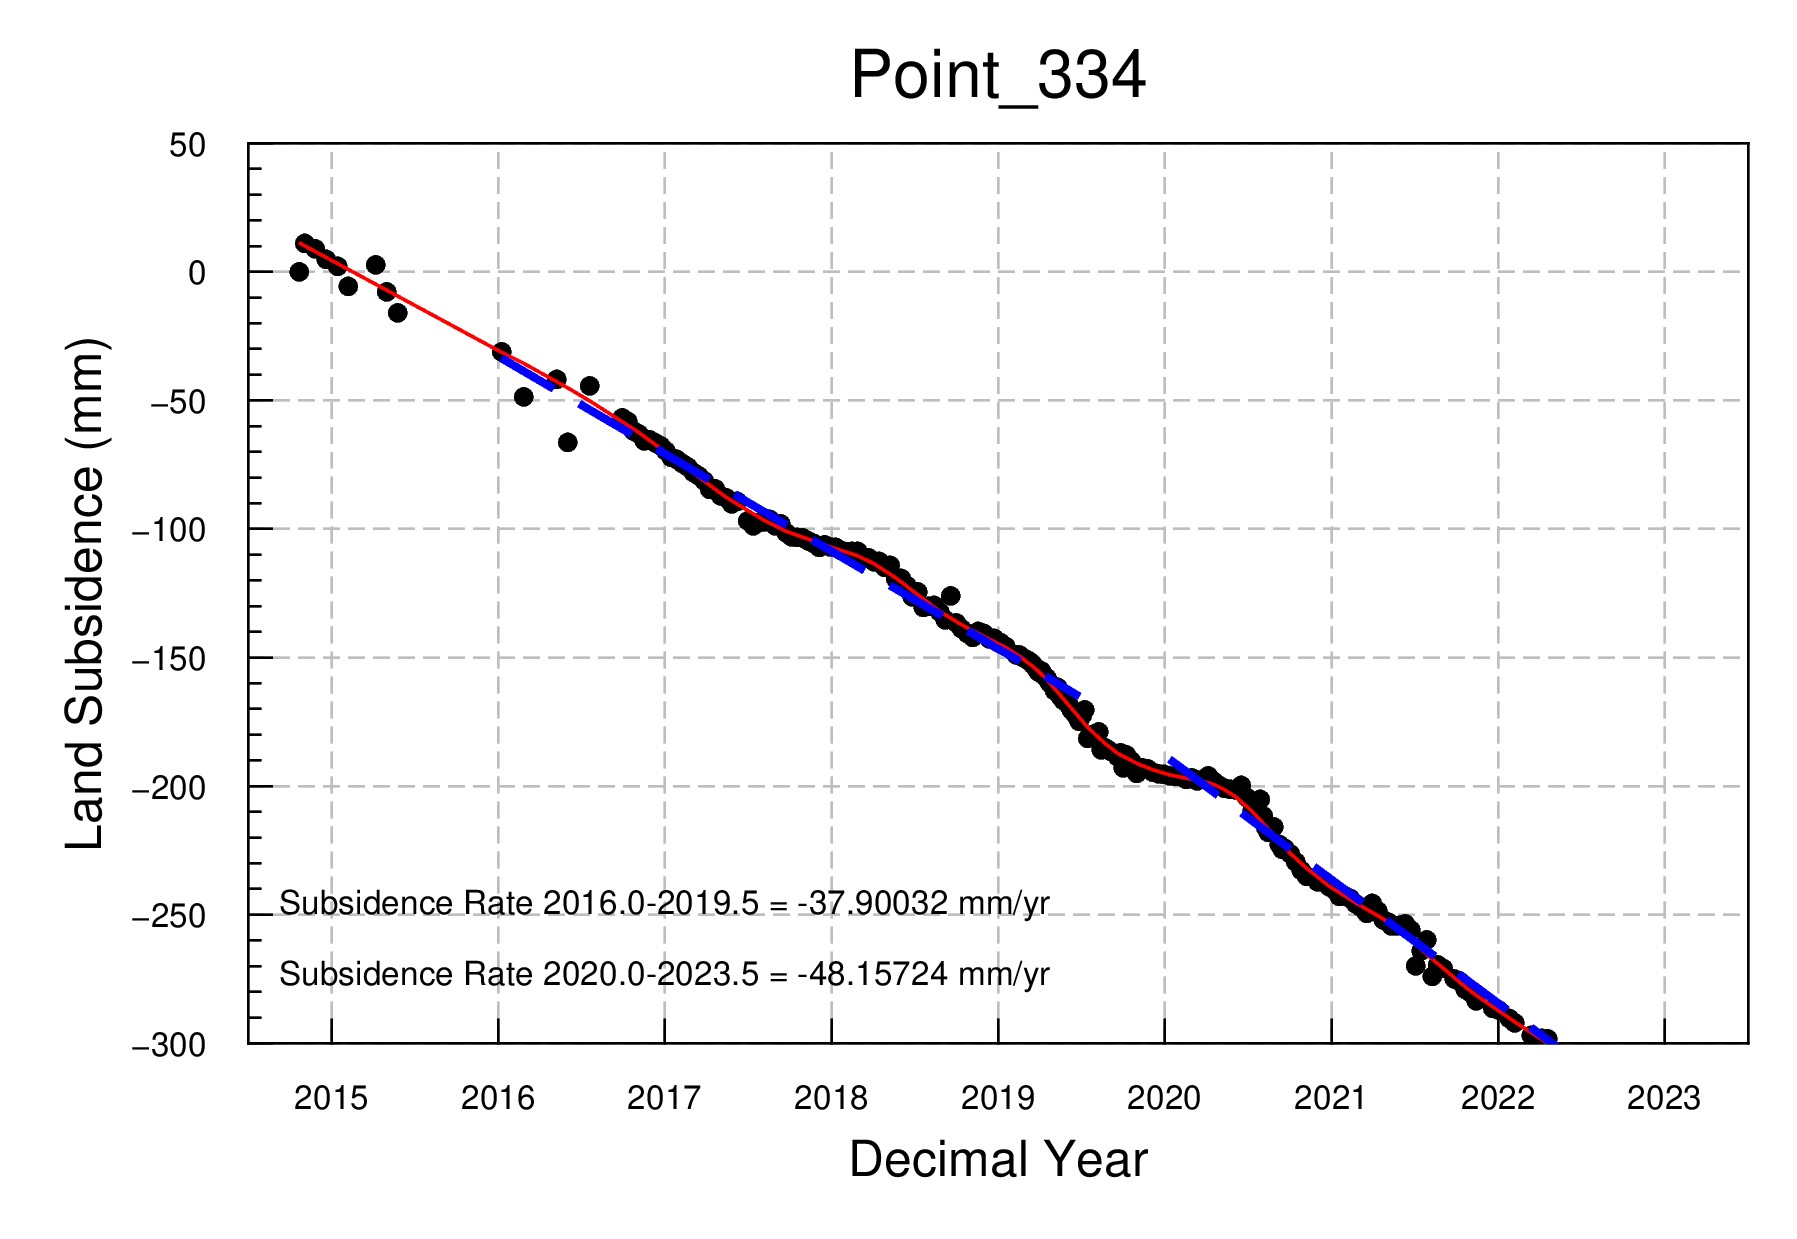 Point_334
50
0
−50
−100
−150
−200
−250
−300
Land Subsidence (mm)
Subsidence Rate 2016.0-2019.5 = -37.90032 mm/yr
Subsidence Rate 2020.0-2023.5 = -48.15724 mm/yr
2015 2016 2017 2018 2019 2020 2021 2022 2023
Decimal Year